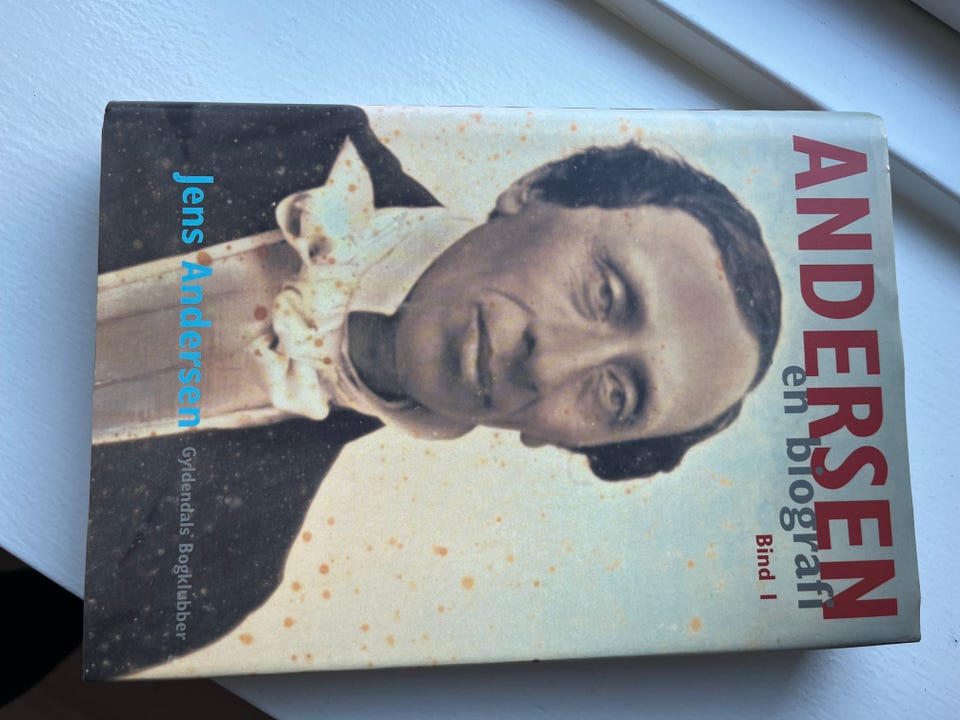 ANDERSEN
en biografi
Bind I
Jens Andersen
Gyldendals Bogklubber